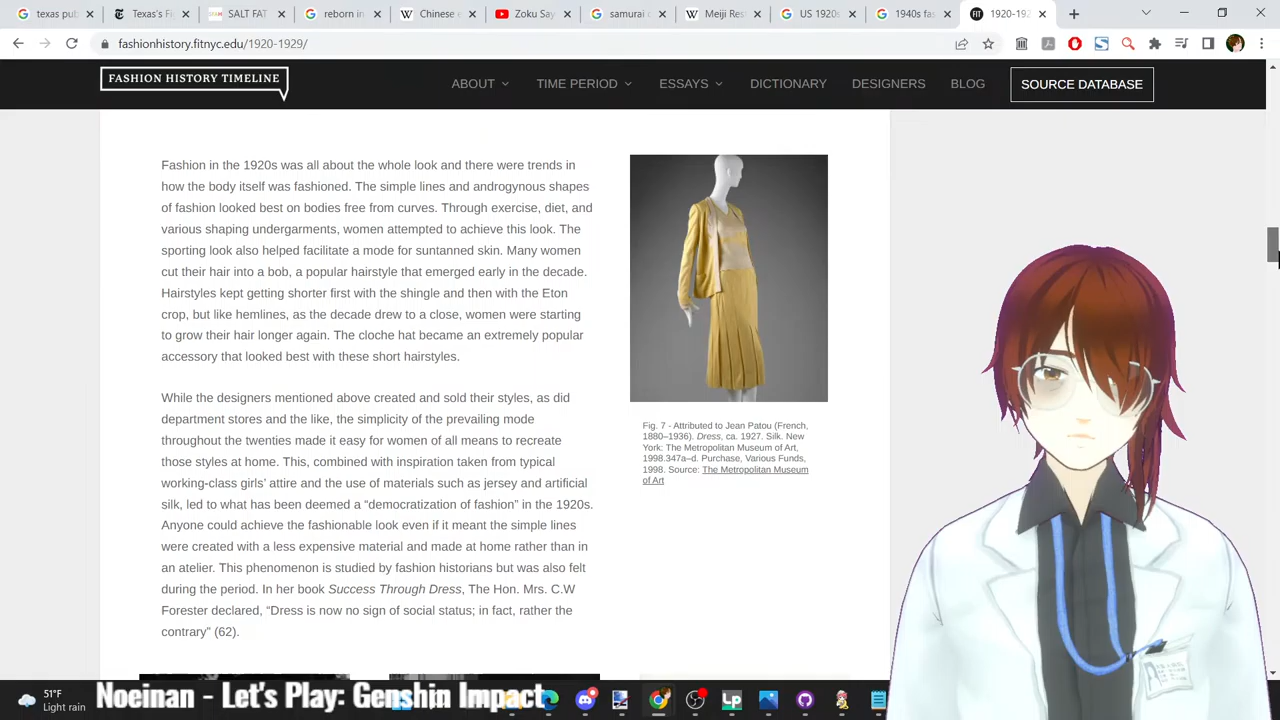 texas pub
Texas's Fi
SALT FAT
reborn in
Chinese e
Zoku Say
samurai c
Meiji Res
US 1920s
1940s fas
1920-192
fashionhistory.fitnyc.edu/1920-1929/
FASHION HISTORY TIMELINE
ABOUT
TIME PERIOD
ESSAYS
DICTIONARY
DESIGNERS
BLOG
SOURCE DATABASE
Fashion in the 1920s was all about the whole look and there were trends in
how the body itself was fashioned. The simple lines and androgynous shapes
of fashion looked best on bodies free from curves. Through exercise, diet, and
various shaping undergarments, women attempted to achieve this look. The
sporting look also helped facilitate a mode for suntanned skin. Many women
cut their hair into a bob, a popular hairstyle that emerged early in the decade.
Hairstyles kept getting shorter first with the shingle and then with the Eton
crop, but like hemlines, as the decade drew to a close, women were starting
to grow their hair longer again. The cloche hat became an extremely popular
accessory that looked best with these short hairstyles.
While the designers mentioned above created and sold their styles, as did
department stores and the like, the simplicity of the prevailing mode
throughout the twenties made it easy for women of all means to recreate
those styles at home. This, combined with inspiration taken from typical
working-class girls' attire and the use of materials such as jersey and artificial
silk, led to what has been deemed a “democratization of fashion” in the 1920s.
Anyone could achieve the fashionable look even if it meant the simple lines
were created with a less expensive material and made at home rather than in
an atelier. This phenomenon is studied by fashion historians but was also felt
during the period. In her book Success Through Dress, The Hon. Mrs. C.W
Forester declared, “Dress is now no sign of social status; in fact, rather the
contrary” (62).
Fig. 7 - Attributed to Jean Patou (French,
1880–1936). Dress, ca. 1927. Silk. New
York: The Metropolitan Museum of Art,
1998.347a–d. Purchase, Various Funds,
1998. Source: The Metropolitan Museum
of Art
51°F
Light rain
Noeinan - Let's Play: Genshin Impact